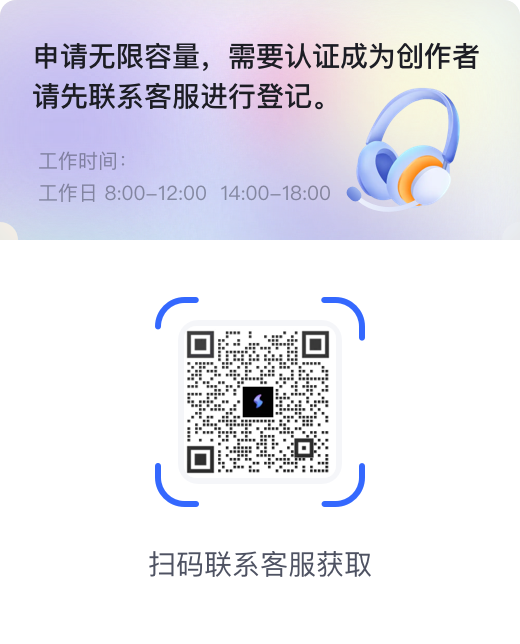 申请无限容量，需要认证成为创作者
请先联系客服进行登记。
工作时间：
工作日 8:00–12:00 14:00–18:00
扫码联系客服获取